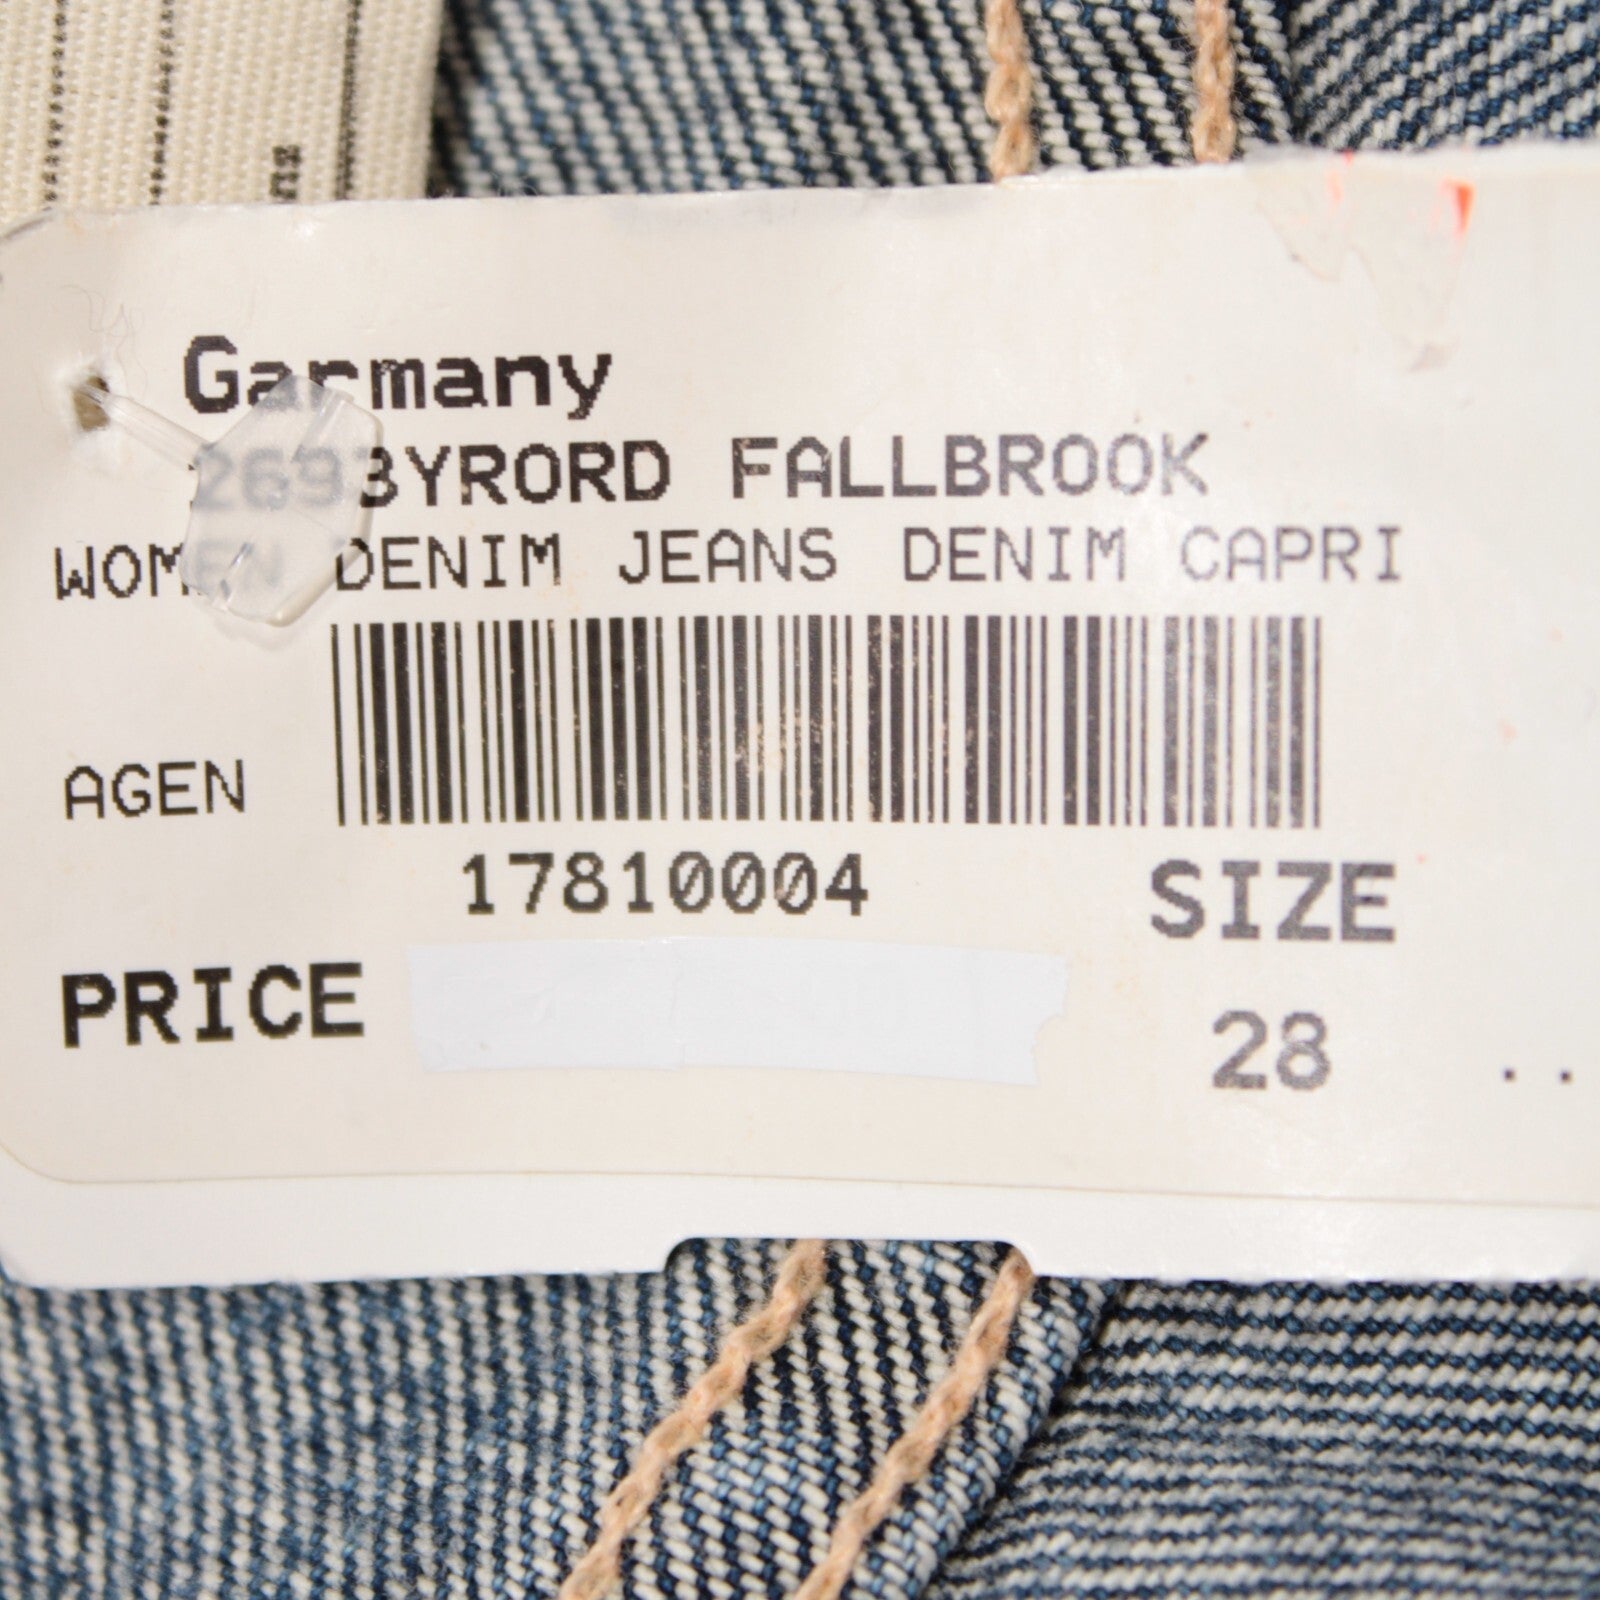 Garmany
2693YRORD FALLBROOK
WOMEN DENIM JEANS DENIM CAPRI
AGEN
17810004
SIZE
PRICE
28
..